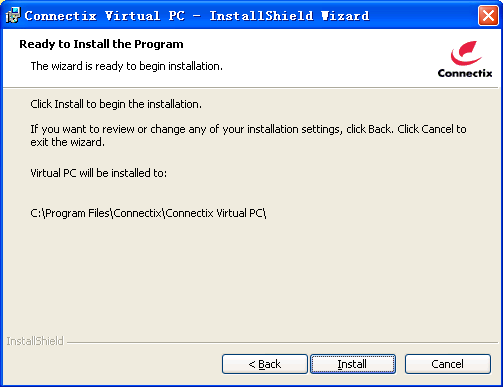 Connectix Virtual PC - InstallShield Wizard
Ready to Install the Program
The wizard is ready to begin installation.
Connectix
Click Install to begin the installation.
If you want to review or change any of your installation settings, click Back. Click Cancel to
exit the wizard.
Virtual PC will be installed to:
C:\Program Files\Connectix\Connectix Virtual PC\
InstallShield
< Back
Install
Cancel